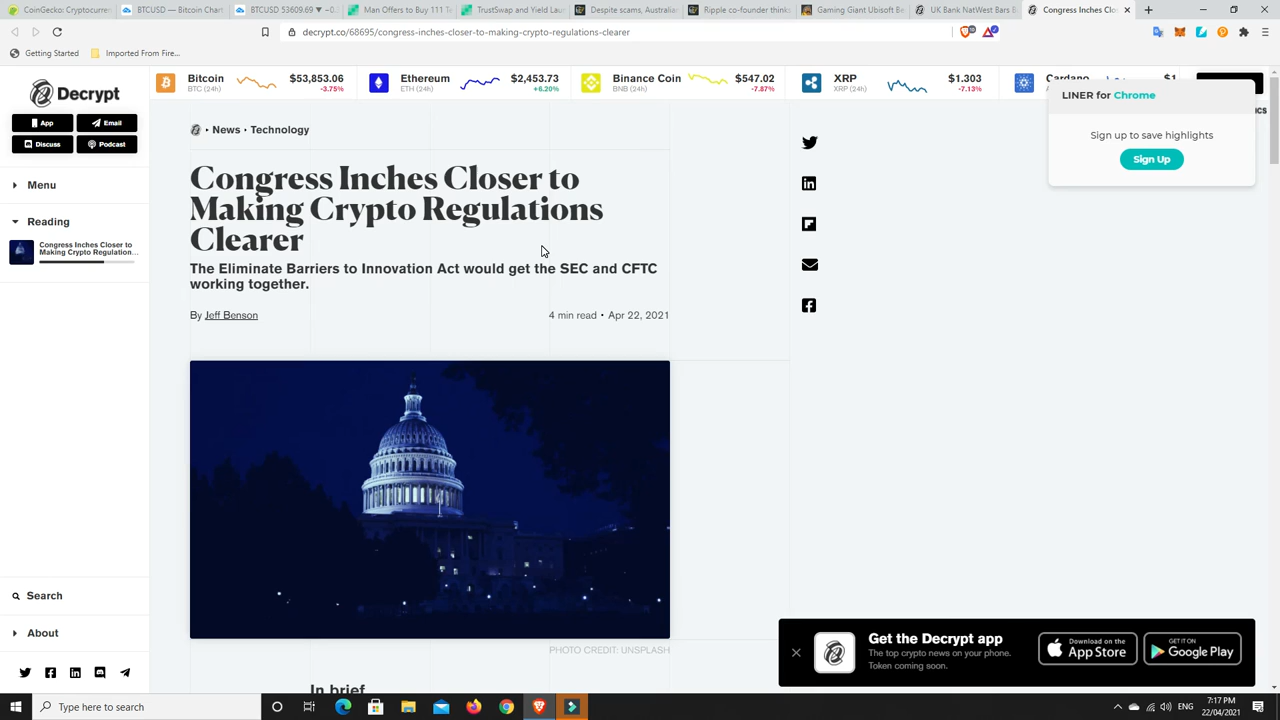 CoinGecko Cryptocurren
BTCUSD — Bitcoin Chart
BTCUSD 53609.69 ▼ −0.
Man Offers to Buy 111 Te
TrustSwap and Yield Laun
Despite scams, Australian
Ripple co-founder thinks
Gaming Giant Ubisoft Be
UK Bank NatWest Bars B
Congress Inches Clos
decrypt.co/68695/congress-inches-closer-to-making-crypto-regulations-clearer
Getting Started
Imported From Fire...
Decrypt
App
Email
Discuss
Podcast
Menu
Reading
Congress Inches Closer to
Making Crypto Regulation...
Search
About
Bitcoin
BTC (24h)
$53,853.06
-3.75%
Ethereum
ETH (24h)
$2,453.73
+6.20%
Binance Coin
BNB (24h)
$547.02
-7.87%
XRP
XRP (24h)
$1.303
-7.13%
Cardano
$1
ics
LINER for Chrome
Sign up to save highlights
Sign Up
News • Technology
Congress Inches Closer to
Making Crypto Regulations
Clearer
The Eliminate Barriers to Innovation Act would get the SEC and CFTC
working together.
By Jeff Benson
4 min read • Apr 22, 2021
PHOTO CREDIT: UNSPLASH
In brief
Get the Decrypt app
The top crypto news on your phone.
Token coming soon.
Download on the
App Store
GET IT ON
Google Play
Type here to search
ENG
7:17 PM
22/04/2021